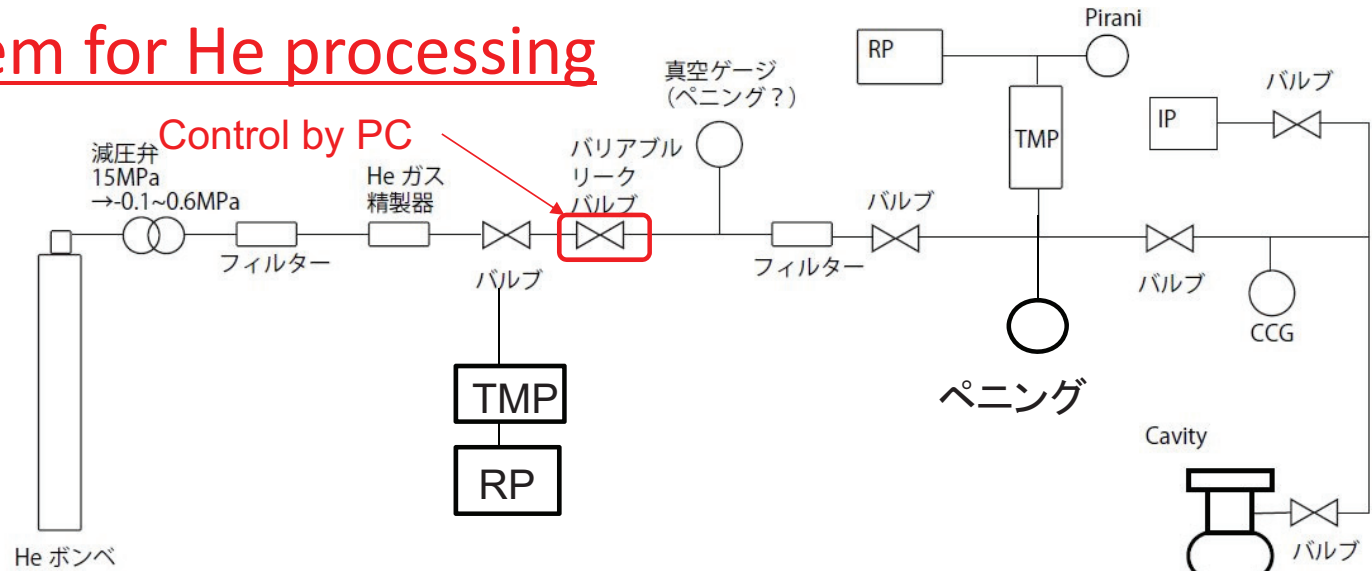 em for He processing
Control by PC
減圧弁
15MPa
→-0.1~0.6MPa
フィルター
He ガス
精製器
バルブ
バリアブル
リーク
バルブ
真空ゲージ
(ペニング？)
フィルター
バルブ
RP
Pirani
TMP
IP
バルブ
バルブ
CCG
ペニング
TMP
RP
Cavity
バルブ
He ボンベ